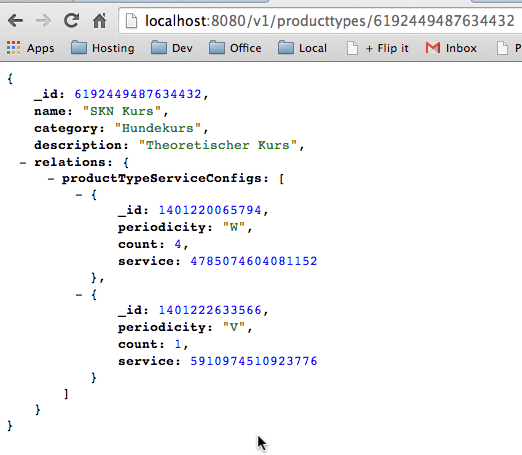 localhost:8080/v1/producttypes/6192449487634432
Apps Hosting Dev Office Local + Flip it Inbox P
{
_id: 6192449487634432,
name: "SKN Kurs",
category: "Hundekurs",
description: "Theoretischer Kurs",
- relations: {
- productTypeServiceConfigs: [
- {
_id: 1401220065794,
periodicity: "W",
count: 4,
service: 4785074604081152
},
- {
_id: 1401222633566,
periodicity: "V",
count: 1,
service: 5910974510923776
}
]
}
}